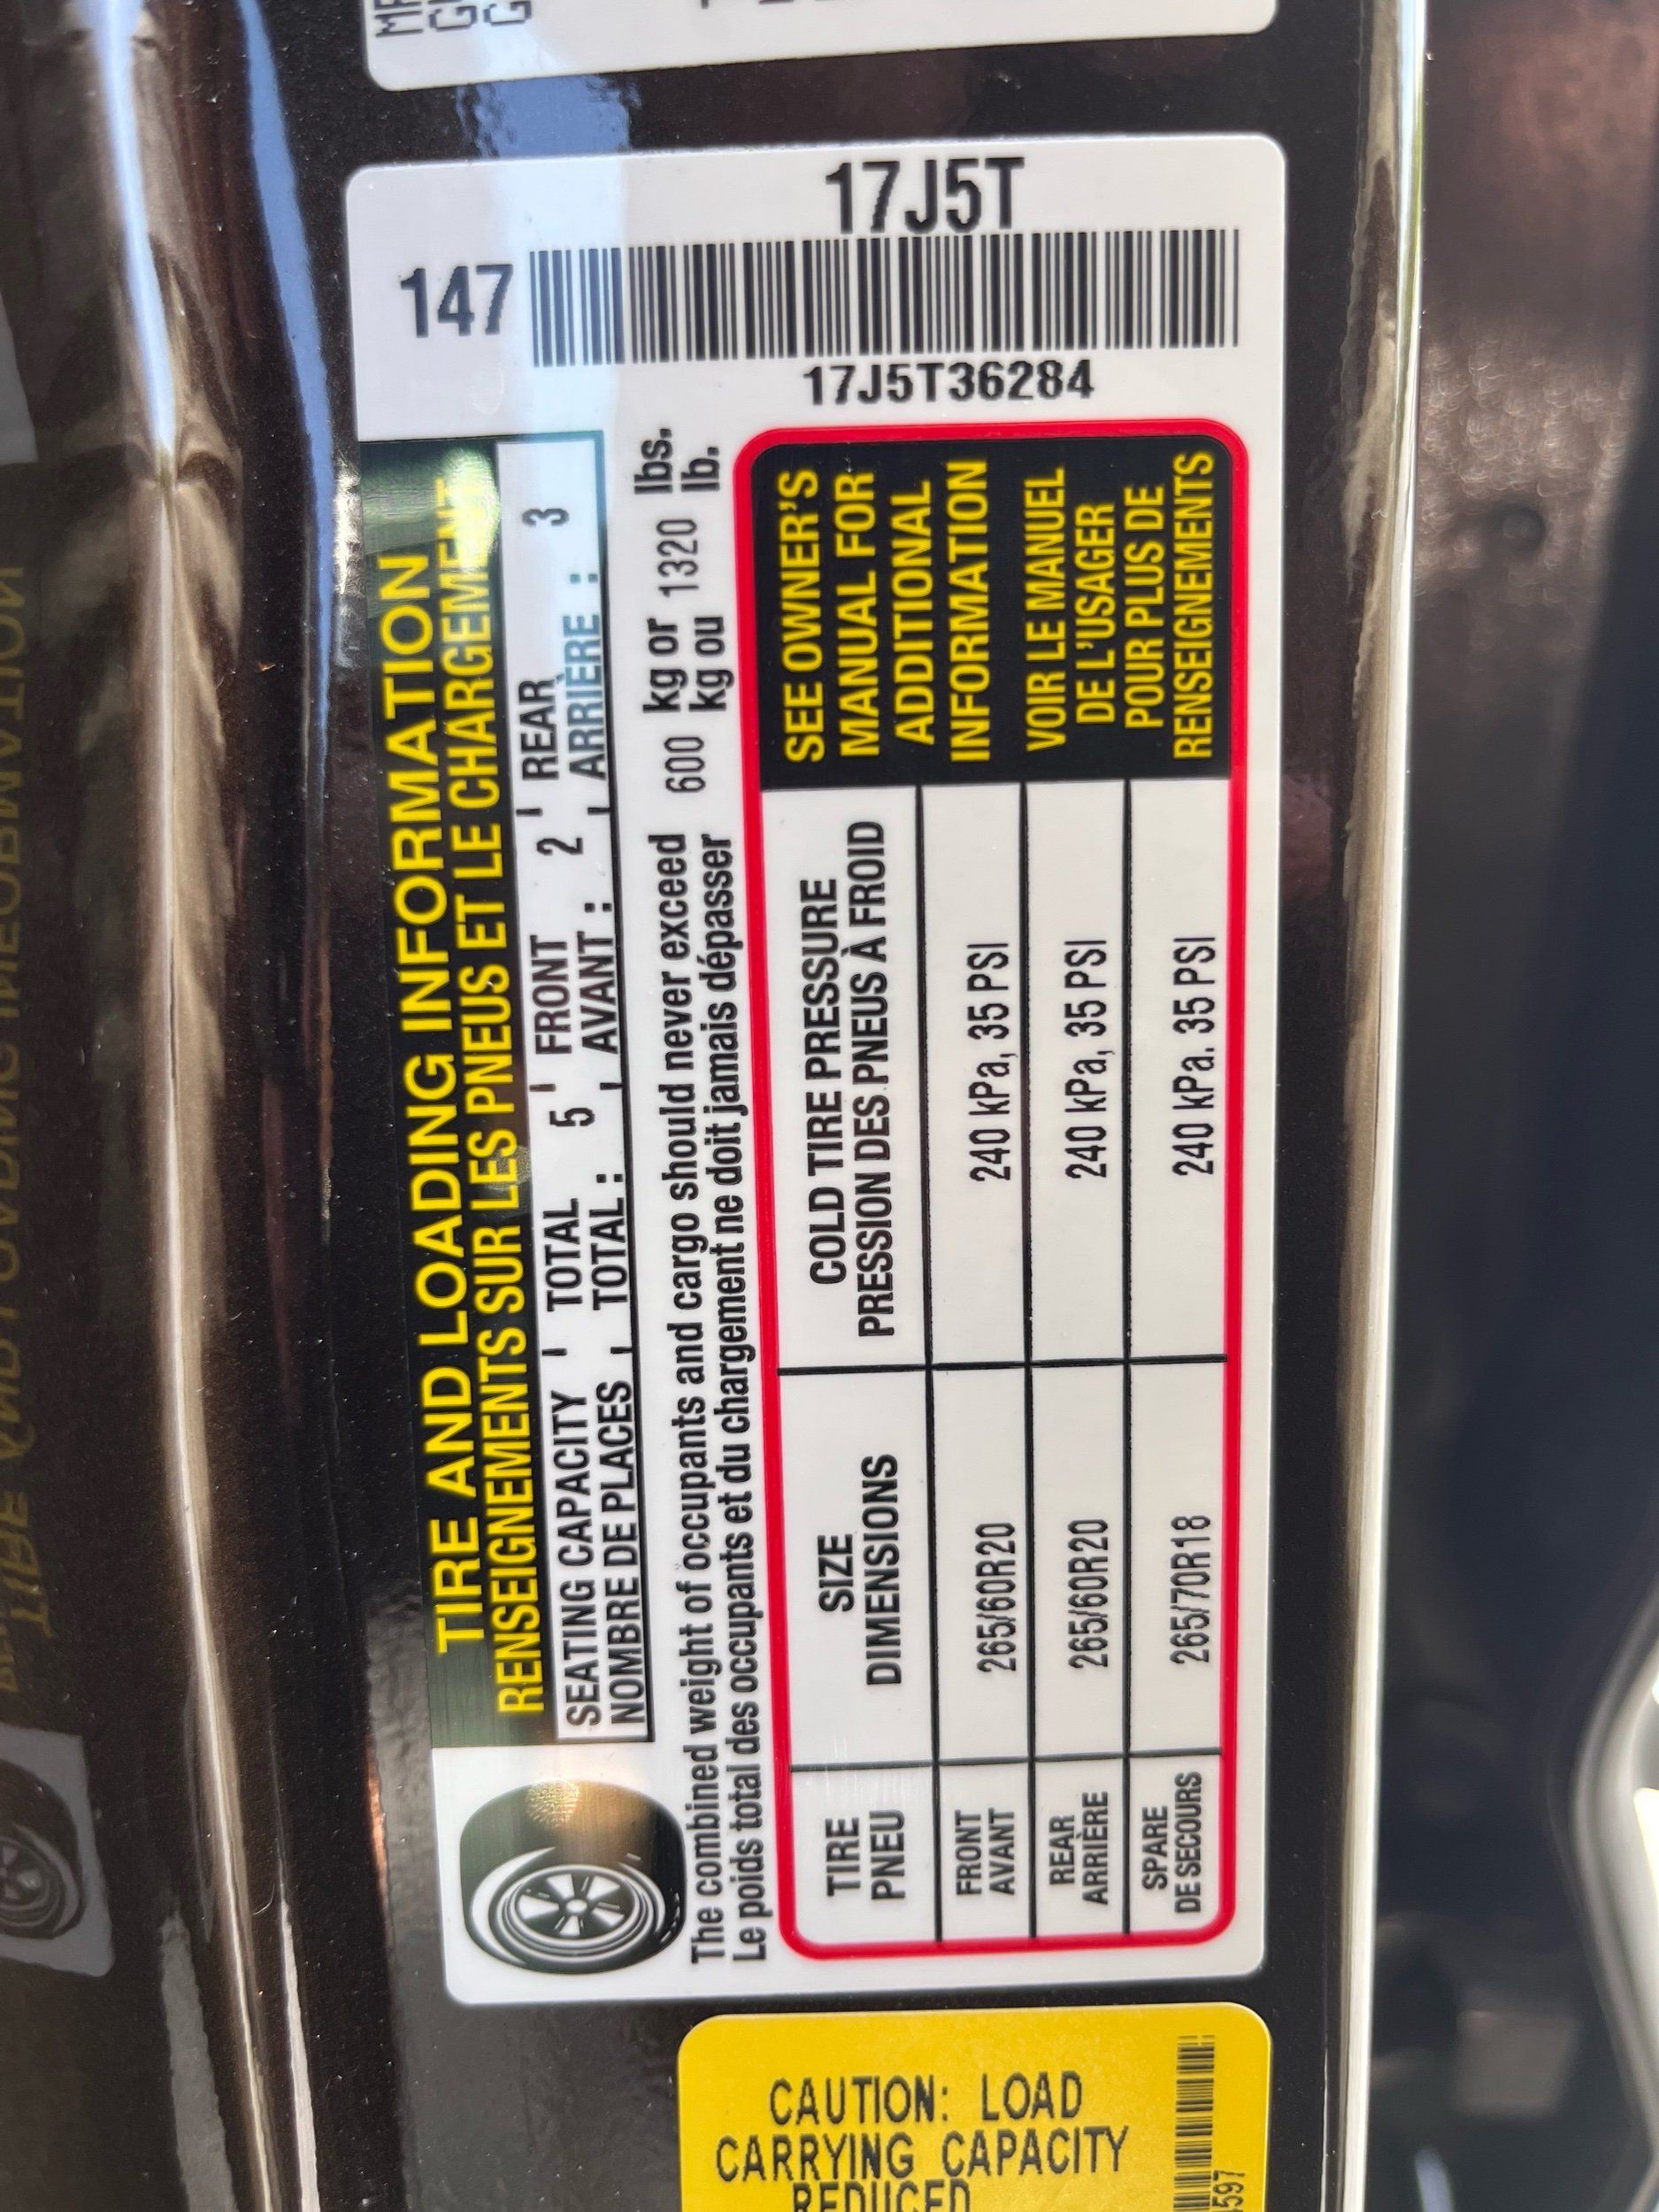 147
17J5T
17J5T36284
TIRE AND LOADING INFORMATION
RENSEIGNEMENTS SUR LES PNEUS ET LE CHARGEMENT
SEATING CAPACITY TOTAL 5 FRONT 2 REAR 3
NOMBRE DE PLACES TOTAL: AVANT: ARRIÈRE:
The combined weight of occupants and cargo should never exceed 600 kg or 1320 lbs.
Le poids total des occupants et du chargement ne doit jamais dépasser kg ou lb.
TIRE SIZE COLD TIRE PRESSURE
PNEU DIMENSIONS PRESSION DES PNEUS À FROID
FRONT
AVANT 265/60R20 240 kPa, 35 PSI
REAR
ARRIÈRE 265/60R20 240 kPa, 35 PSI
SPARE
DE SECOURS 265/70R18 240 kPa. 35 PSI
SEE OWNER'S
MANUAL FOR
ADDITIONAL
INFORMATION
VOIR LE MANUEL
DE L'USAGER
POUR PLUS DE
RENSEIGNEMENTS
CAUTION: LOAD
CARRYING CAPACITY
REDUCED